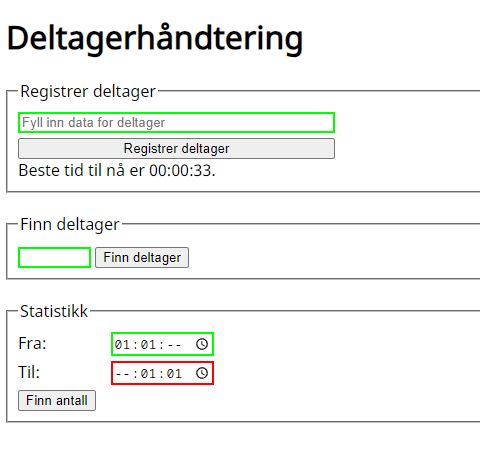 Deltagerhåndtering
Registrer deltager
Fyll inn data for deltager
Registrer deltager
Beste tid til nå er 00:00:33.
Finn deltager
Finn deltager
Statistikk
Fra: 01:01:--
Til: --:01:01
Finn antall